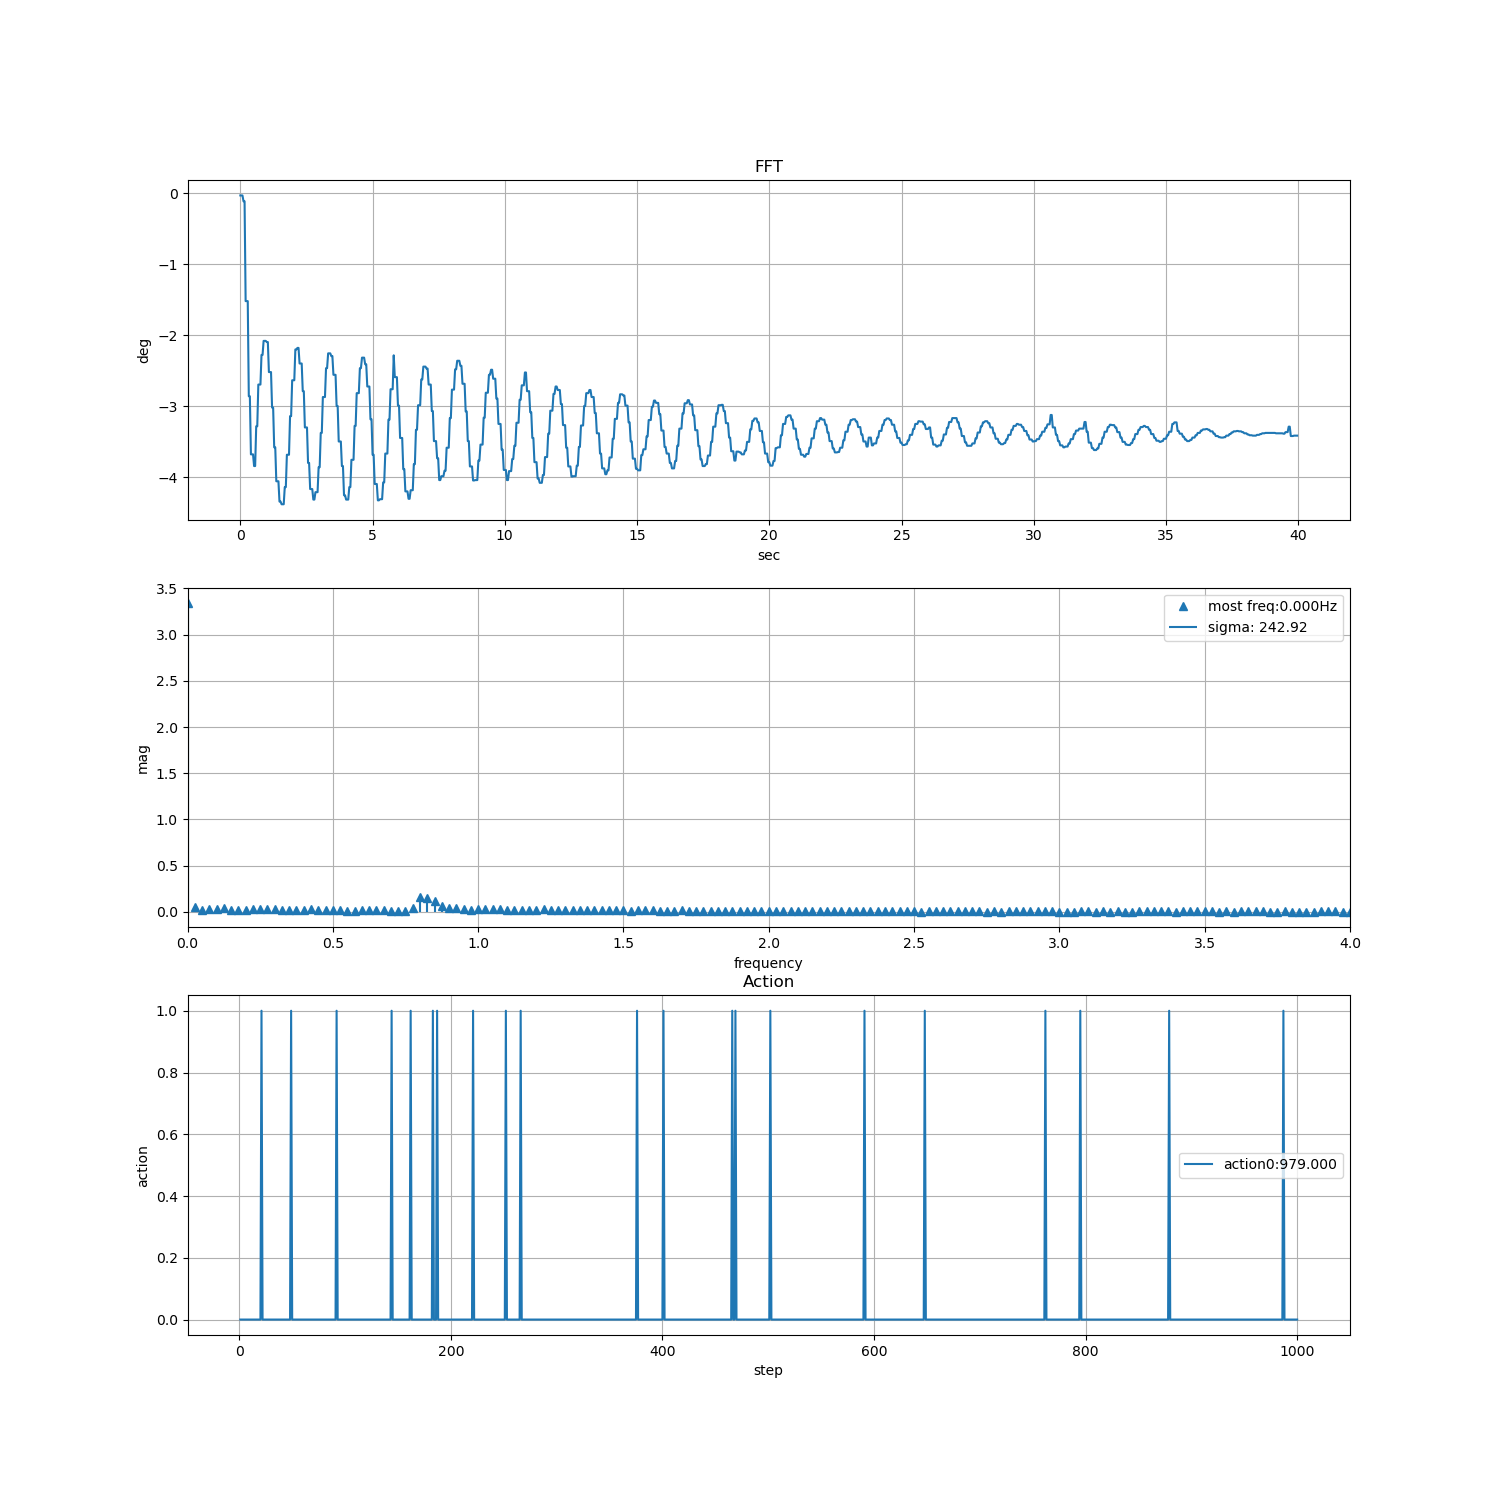 FFT
0
−1
−2
−3
−4
deg
0 5 10 15 20 25 30 35 40
sec
3.5
3.0
2.5
2.0
1.5
1.0
0.5
0.0
mag
most freq:0.000Hz
sigma: 242.92
0.0 0.5 1.0 1.5 2.0 2.5 3.0 3.5 4.0
frequency
Action
1.0
0.8
0.6
0.4
0.2
0.0
action
action0:979.000
0 200 400 600 800 1000
step